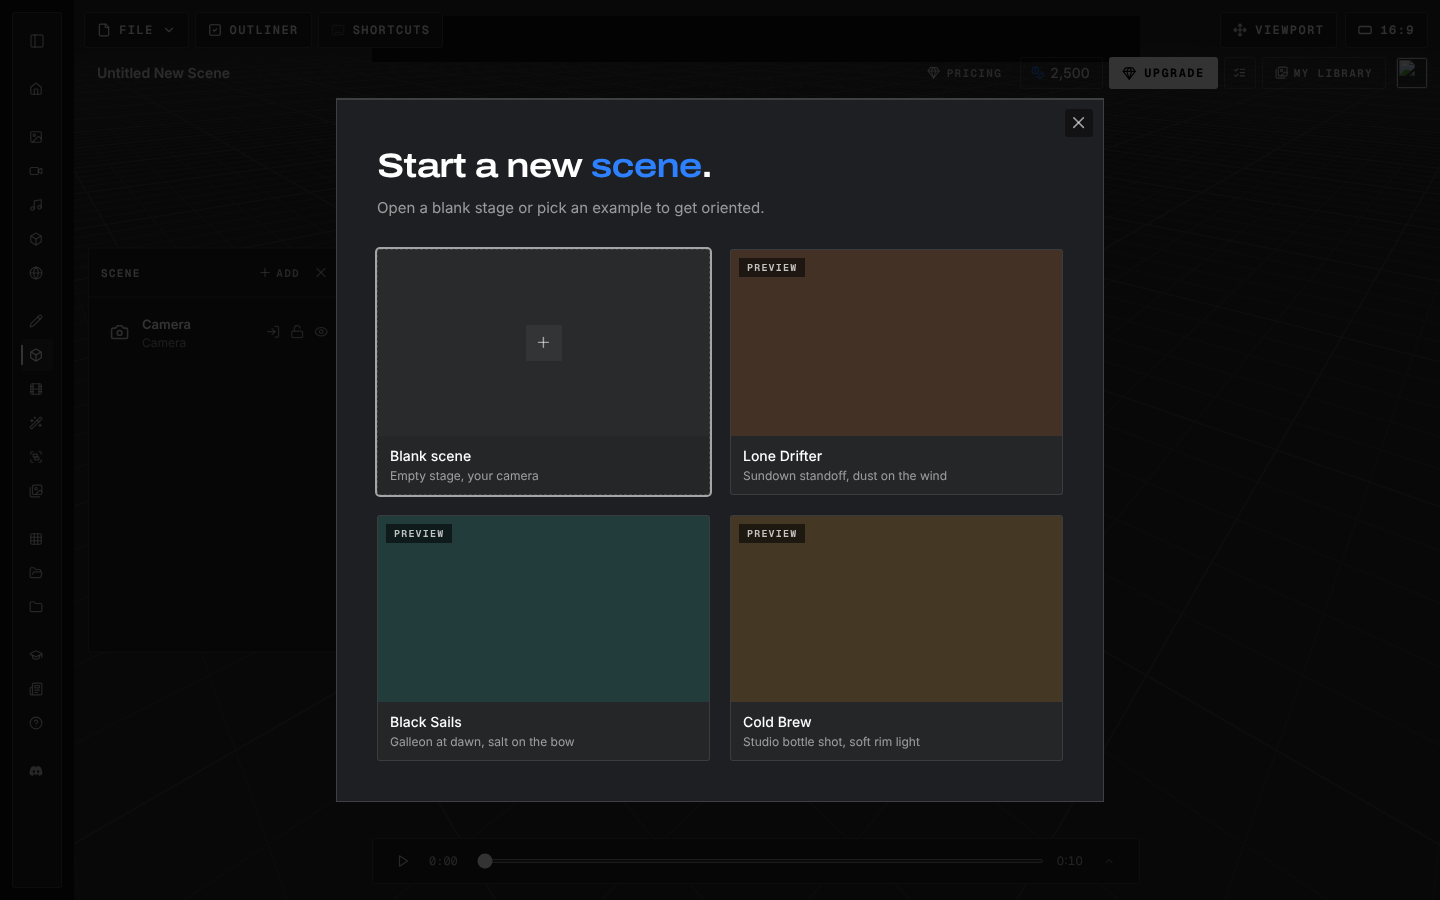 FILE
OUTLINER
SHORTCUTS
VIEWPORT
16:9
Untitled New Scene
PRICING
2,500
UPGRADE
MY LIBRARY
Start a new scene.
Open a blank stage or pick an example to get oriented.
SCENE
ADD
Camera
Camera
Blank scene
Empty stage, your camera
PREVIEW
Lone Drifter
Sundown standoff, dust on the wind
PREVIEW
Black Sails
Galleon at dawn, salt on the bow
PREVIEW
Cold Brew
Studio bottle shot, soft rim light
0:00
0:10